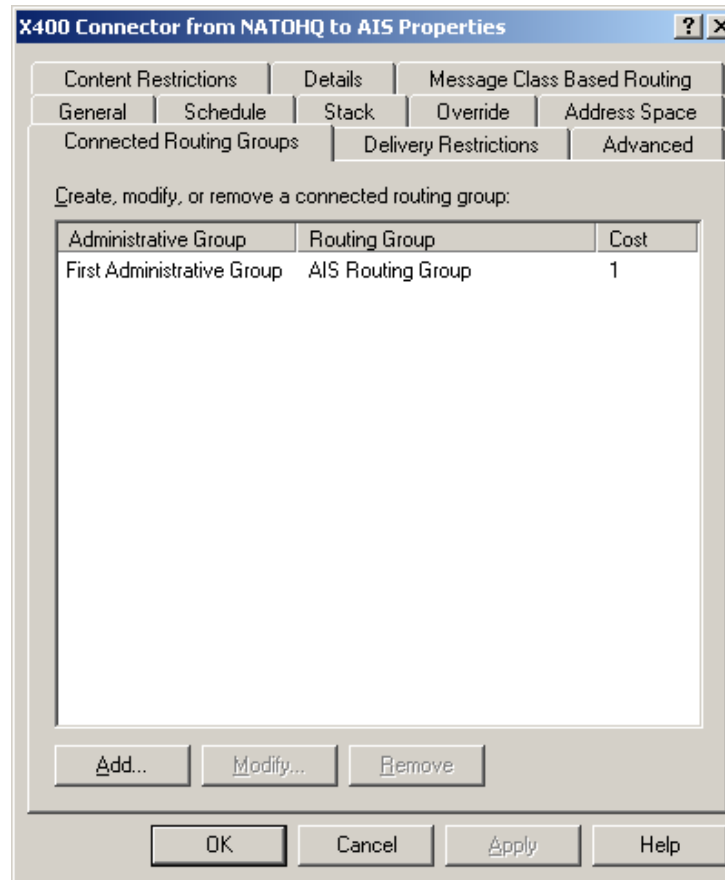 X400 Connector from NATOHQ to AIS Properties ? X
Content Restrictions Details Message Class Based Routing
General Schedule Stack Override Address Space
Connected Routing Groups Delivery Restrictions Advanced
Create, modify, or remove a connected routing group:
Administrative Group Routing Group Cost
First Administrative Group AIS Routing Group 1
Add... Modify... Remove
OK Cancel Apply Help